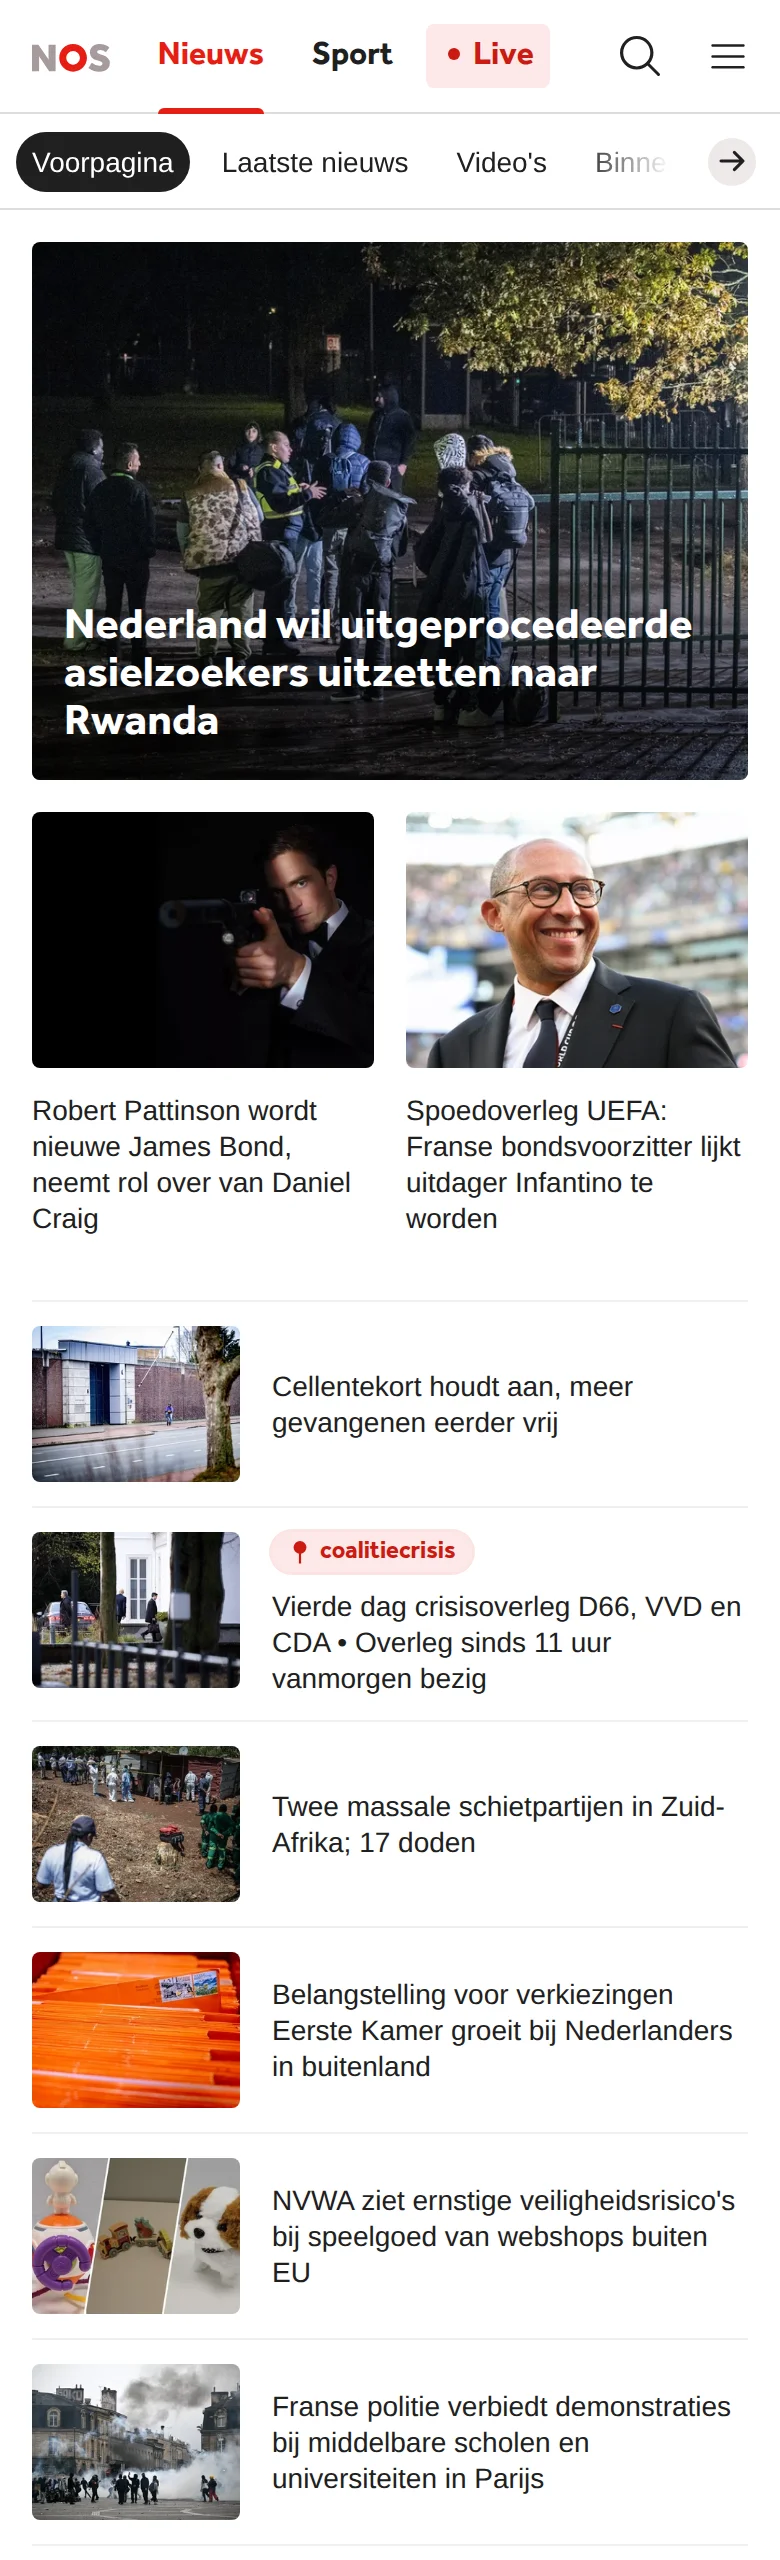 NOS
Nieuws
Sport
Live
Voorpagina
Laatste nieuws
Video's
Binne
Nederland wil uitgeprocedeerde
asielzoekers uitzetten naar
Rwanda
Robert Pattinson wordt
nieuwe James Bond,
neemt rol over van Daniel
Craig
Spoedoverleg UEFA:
Franse bondsvoorzitter lijkt
uitdager Infantino te
worden
Cellentekort houdt aan, meer
gevangenen eerder vrij
coalitiecrisis
Vierde dag crisisoverleg D66, VVD en
CDA • Overleg sinds 11 uur
vanmorgen bezig
Twee massale schietpartijen in Zuid-
Afrika; 17 doden
Belangstelling voor verkiezingen
Eerste Kamer groeit bij Nederlanders
in buitenland
NVWA ziet ernstige veiligheidsrisico's
bij speelgoed van webshops buiten
EU
Franse politie verbiedt demonstraties
bij middelbare scholen en
universiteiten in Parijs